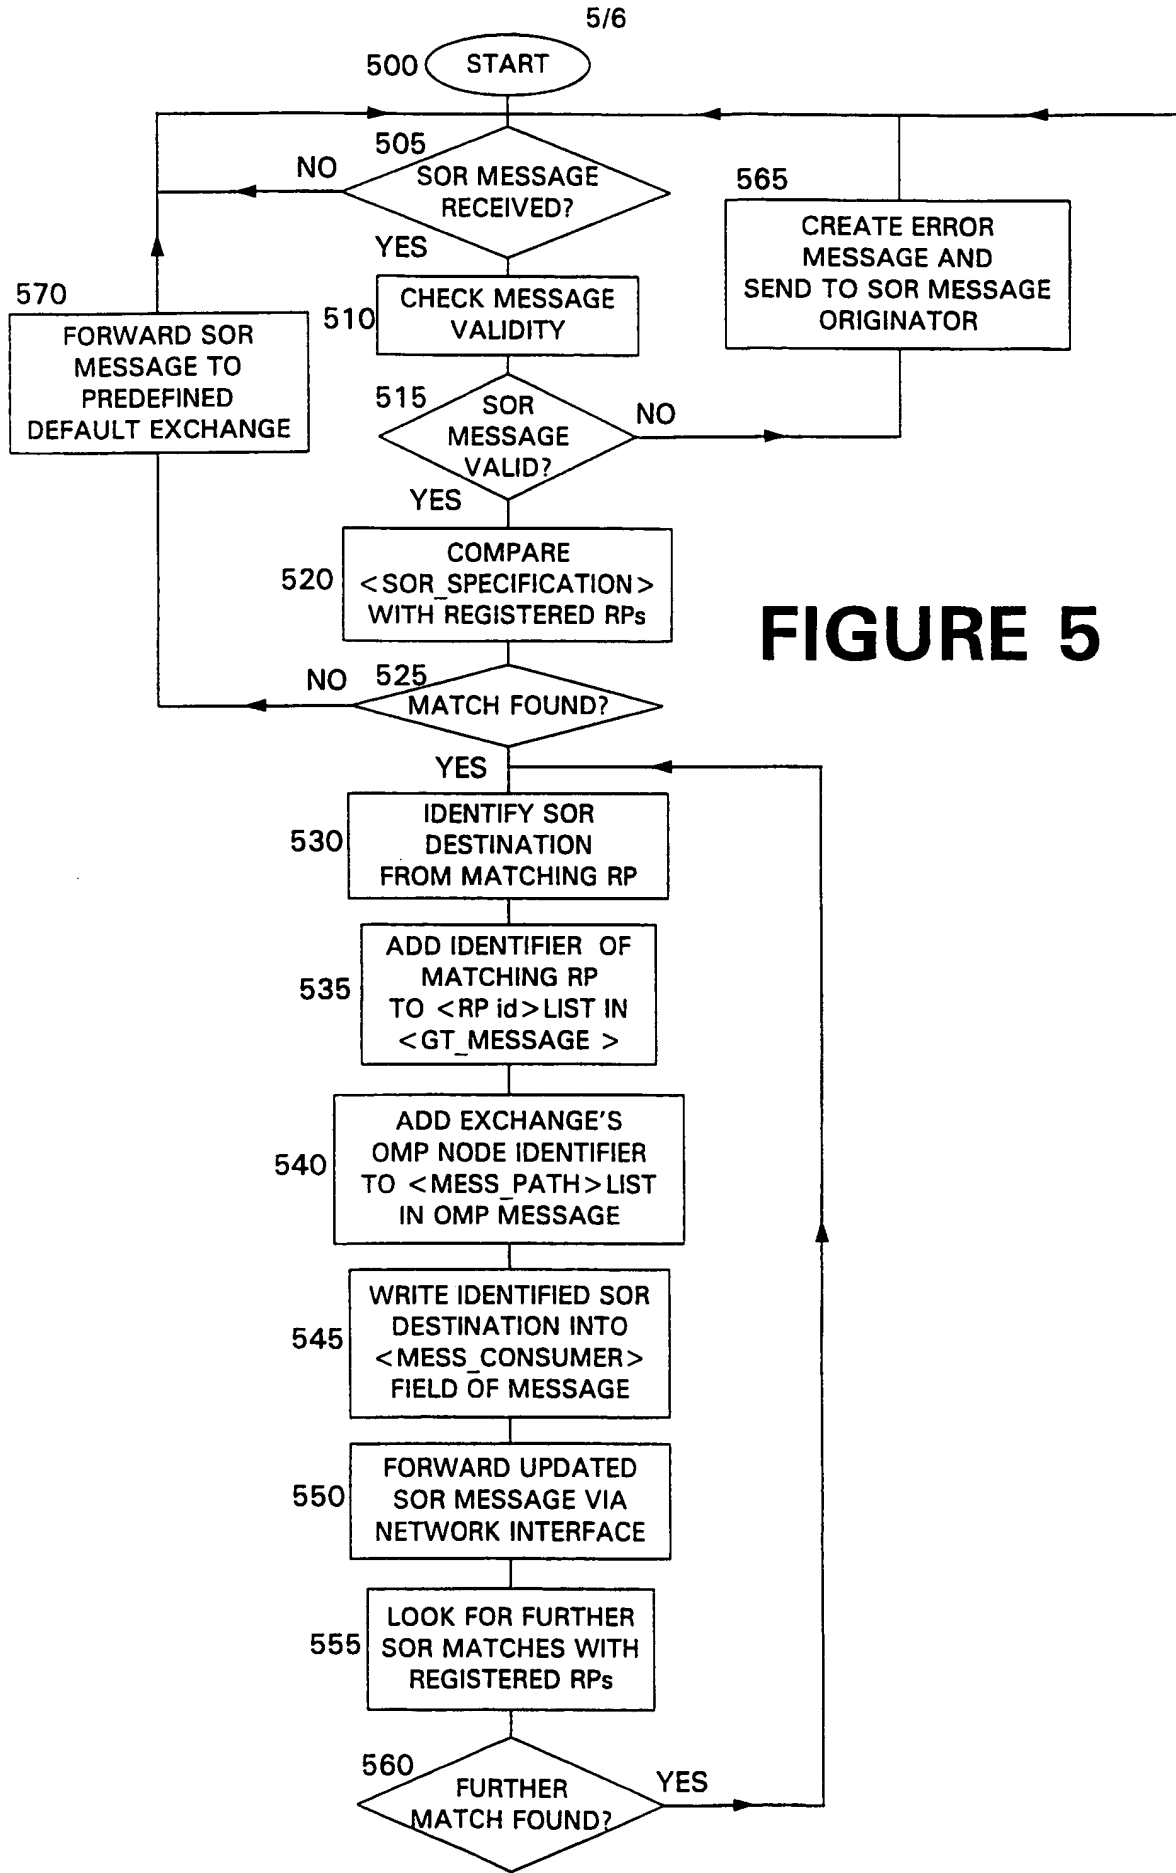 5/6
500
START
505
NO
SOR MESSAGE
RECEIVED?
YES
565
CREATE ERROR
MESSAGE AND
SEND TO SOR MESSAGE
ORIGINATOR
570
FORWARD SOR
MESSAGE TO
PREDEFINED
DEFAULT EXCHANGE
510
CHECK MESSAGE
VALIDITY
515
SOR
MESSAGE
VALID?
NO
YES
520
COMPARE
<SOR_SPECIFICATION>
WITH REGISTERED RPs
FIGURE 5
NO
525
MATCH FOUND?
YES
530
IDENTIFY SOR
DESTINATION
FROM MATCHING RP
535
ADD IDENTIFIER OF
MATCHING RP
TO <RP id> LIST IN
<GT_MESSAGE >
540
ADD EXCHANGE'S
OMP NODE IDENTIFIER
TO <MESS_PATH> LIST
IN OMP MESSAGE
545
WRITE IDENTIFIED SOR
DESTINATION INTO
<MESS_CONSUMER>
FIELD OF MESSAGE
550
FORWARD UPDATED
SOR MESSAGE VIA
NETWORK INTERFACE
555
LOOK FOR FURTHER
SOR MATCHES WITH
REGISTERED RPs
560
FURTHER
MATCH FOUND?
YES